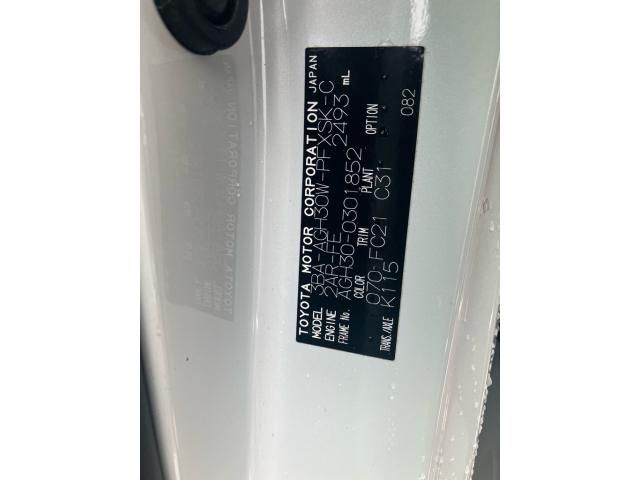 TOYOTA MOTOR CORPORATION JAPAN
MODEL 3BA-AGH30W-PFXSK-C
ENGINE 2AR-FE 2493 mL
FRAME No. AGH30-0301852
COLOR TRIM PLANT OPTION
070 FC21 C31 082
TRANS./AXLE K115